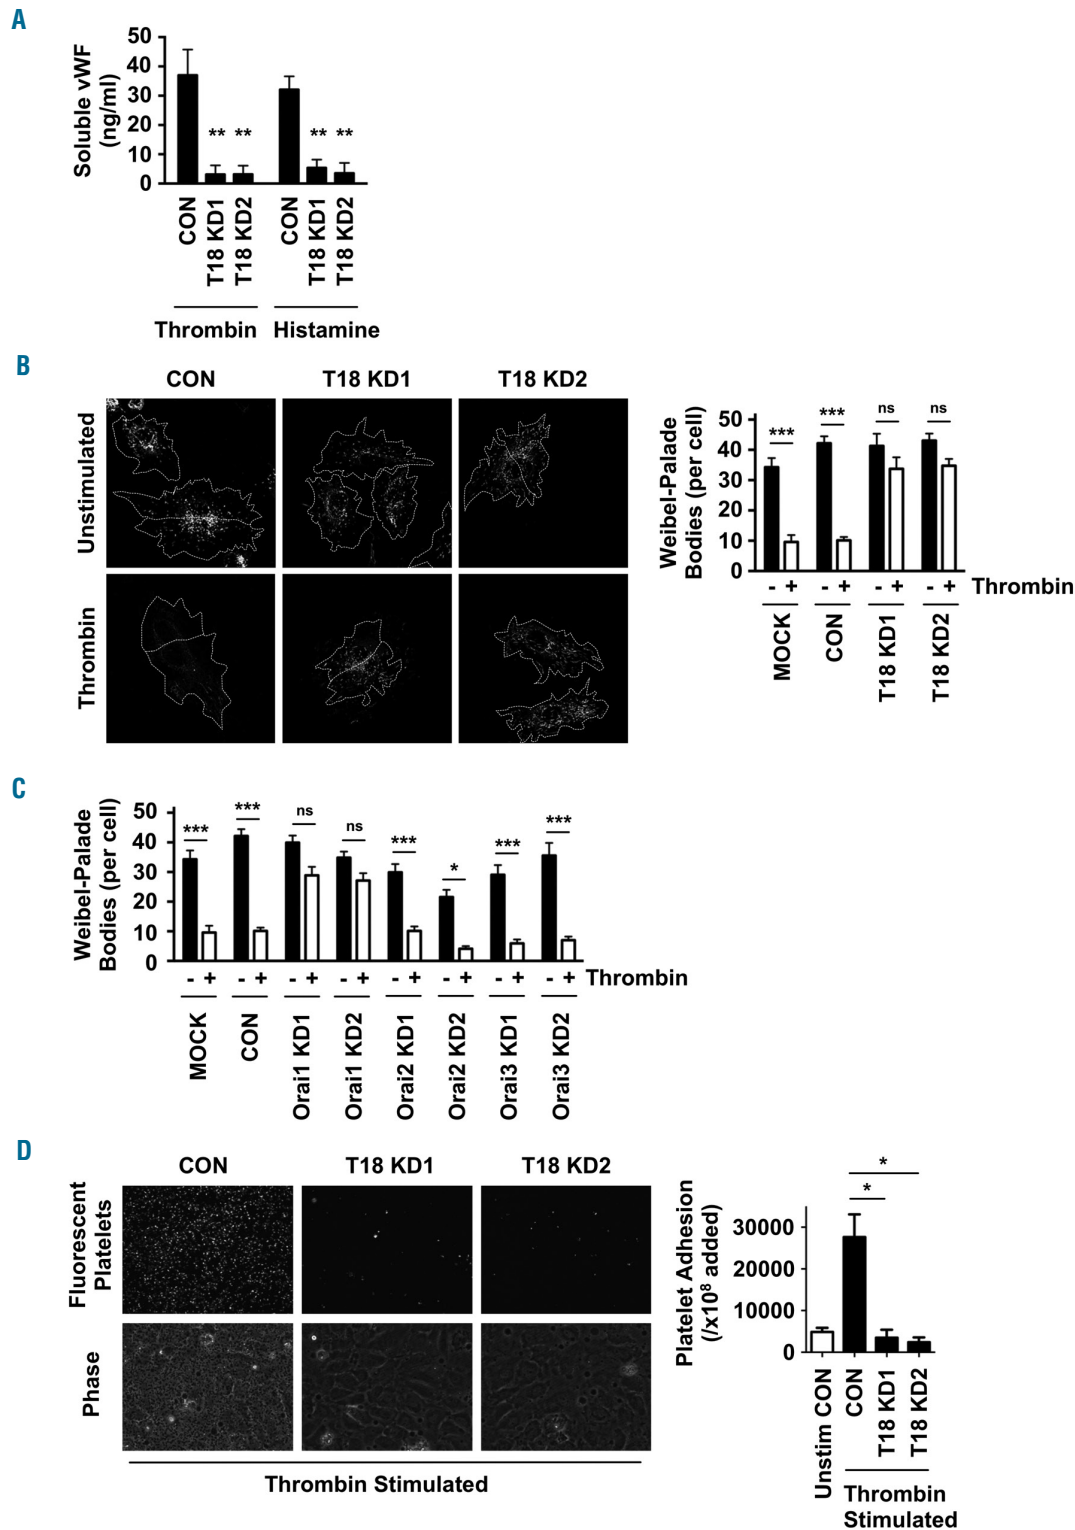 A
Soluble vWF
(ng/ml)
50
40
30
20
10
0
** ** ** **
CON
T18 KD1
T18 KD2
CON
T18 KD1
T18 KD2
Thrombin Histamine
B
CON T18 KD1 T18 KD2
Unstimulated
Thrombin
Weibel-Palade
Bodies (per cell)
50
40
30
20
10
0
*** *** ns ns
- + - + - + - + Thrombin
MOCK
CON
T18 KD1
T18 KD2
C
Weibel-Palade
Bodies (per cell)
50
40
30
20
10
0
*** *** ns ns *** * *** ***
- + - + - + - + - + - + - + - + Thrombin
MOCK
CON
Orai1 KD1
Orai1 KD2
Orai2 KD1
Orai2 KD2
Orai3 KD1
Orai3 KD2
D
CON T18 KD1 T18 KD2
Fluorescent
Platelets
Phase
Thrombin Stimulated
Platelet Adhesion
(/x10⁸ added)
30000
20000
10000
0
*
*
Unstim CON
CON
T18 KD1
T18 KD2
Thrombin
Stimulated